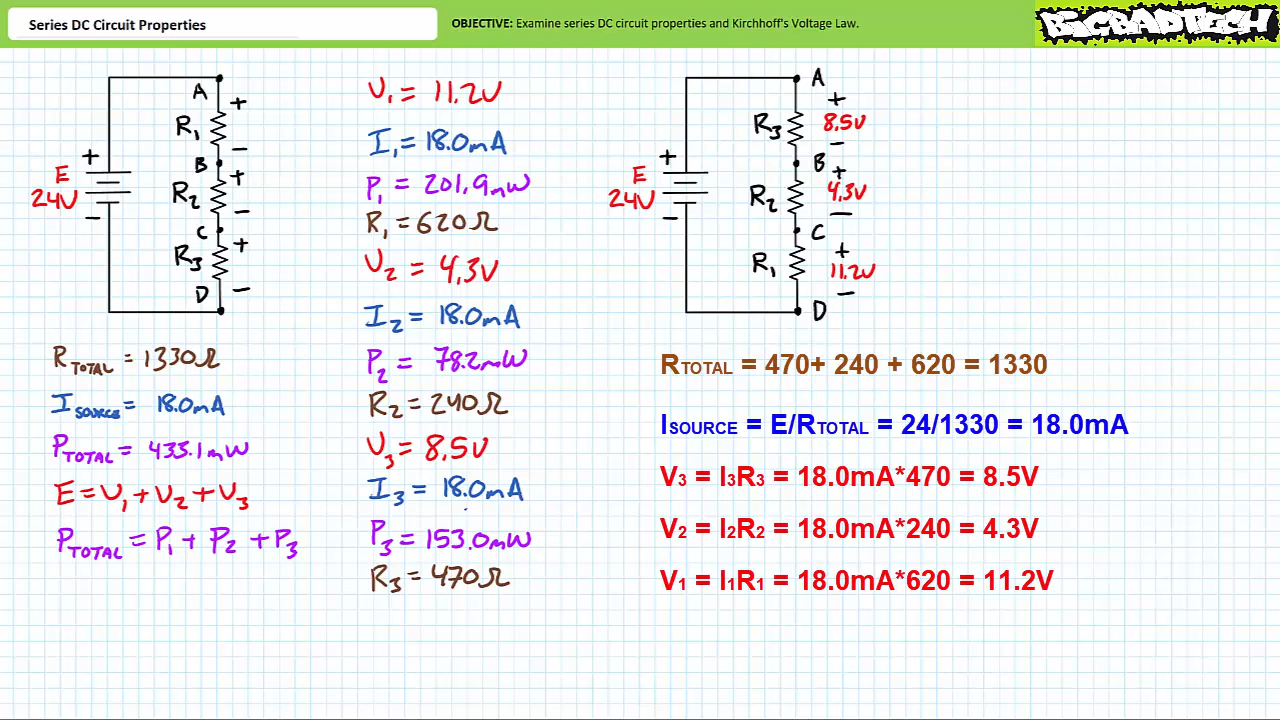 Series DC Circuit Properties
OBJECTIVE: Examine series DC circuit properties and Kirchhoff's Voltage Law.
BIGBADTECH
A
+
R1
−
B
+
E
24V
+
−
R2
−
C
+
R3
D
−
RTOTAL = 1330Ω
ISOURCE = 18.0mA
PTOTAL = 433.1mW
E = V1 + V2 + V3
PTOTAL = P1 + P2 + P3
V1 = 11.2V
I1 = 18.0mA
P1 = 201.9mW
R1 = 620Ω
V2 = 4.3V
I2 = 18.0mA
P2 = 78.2mW
R2 = 240Ω
V3 = 8.5V
I3 = 18.0mA
P3 = 153.0mW
R3 = 470Ω
A
+
R3 8.5V
−
B
+
E
24V
+
−
R2 4.3V
−
C
+
R1 11.2V
−
D
RTOTAL = 470+ 240 + 620 = 1330
ISOURCE = E/RTOTAL = 24/1330 = 18.0mA
V3 = I3R3 = 18.0mA*470 = 8.5V
V2 = I2R2 = 18.0mA*240 = 4.3V
V1 = I1R1 = 18.0mA*620 = 11.2V